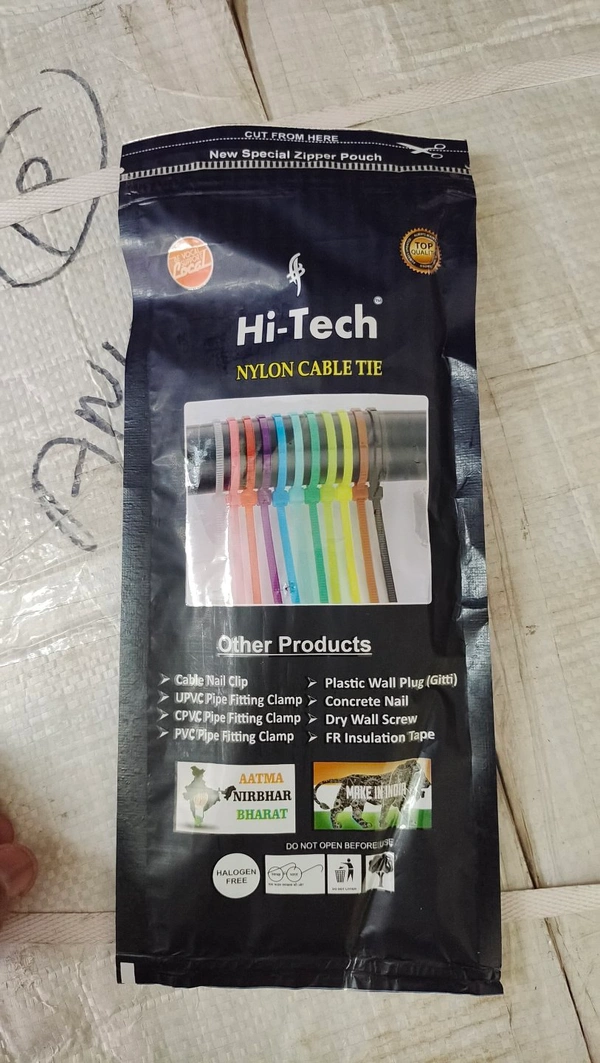 CUT FROM HERE
New Special Zipper Pouch
Local
TOP
QUALITY
Hi-Tech
NYLON CABLE TIE
Other Products
➢ Cable Nail Clip
➢ UPVC Pipe Fitting Clamp
➢ CPVC Pipe Fitting Clamp
➢ PVC Pipe Fitting Clamp
➢ Plastic Wall Plug (Gitti)
➢ Concrete Nail
➢ Dry Wall Screw
➢ FR Insulation Tape
AATMA
NIRBHAR
BHARAT
MAKE IN INDIA
DO NOT OPEN BEFORE USE
HALOGEN
FREE